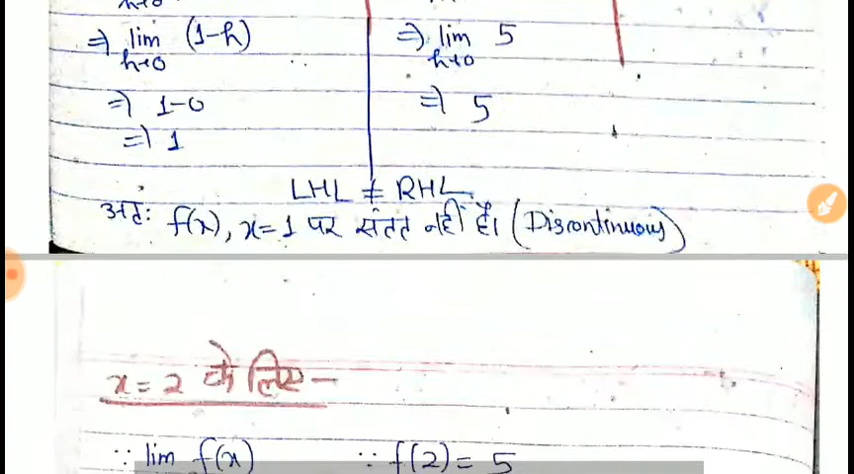 h→0
⇒ lim (1-h) ⇒ lim 5
h→0 h→0
⇒ 1-0 ⇒ 5
⇒ 1
LHL ≠ RHL
अतः f(x), x=1 पर संतत नहीं है। (Discontinuous)
x=2 के लिए –
∵ lim f(x) ∵ f(2) = 5